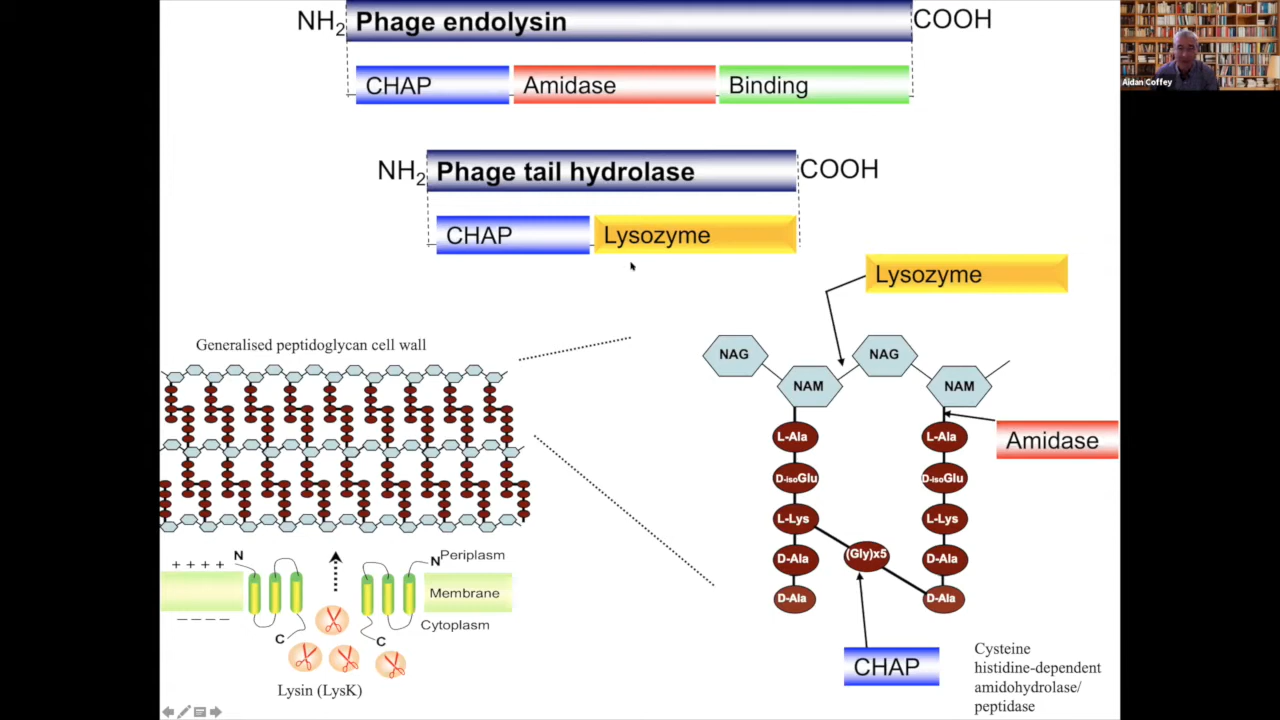 NH2 Phage endolysin COOH
CHAP Amidase Binding
Aidan Coffey
NH2 Phage tail hydrolase COOH
CHAP Lysozyme
Lysozyme
Generalised peptidoglycan cell wall
NAG NAG
NAM NAM
Amidase
L-Ala L-Ala
D-isoGlu D-isoGlu
L-Lys L-Lys
(Gly)x5
D-Ala D-Ala
D-Ala D-Ala
N N Periplasm
+ + + +
Membrane
– – – –
Cytoplasm
C C
Lysin (LysK)
CHAP
Cysteine
histidine-dependent
amidohydrolase/
peptidase